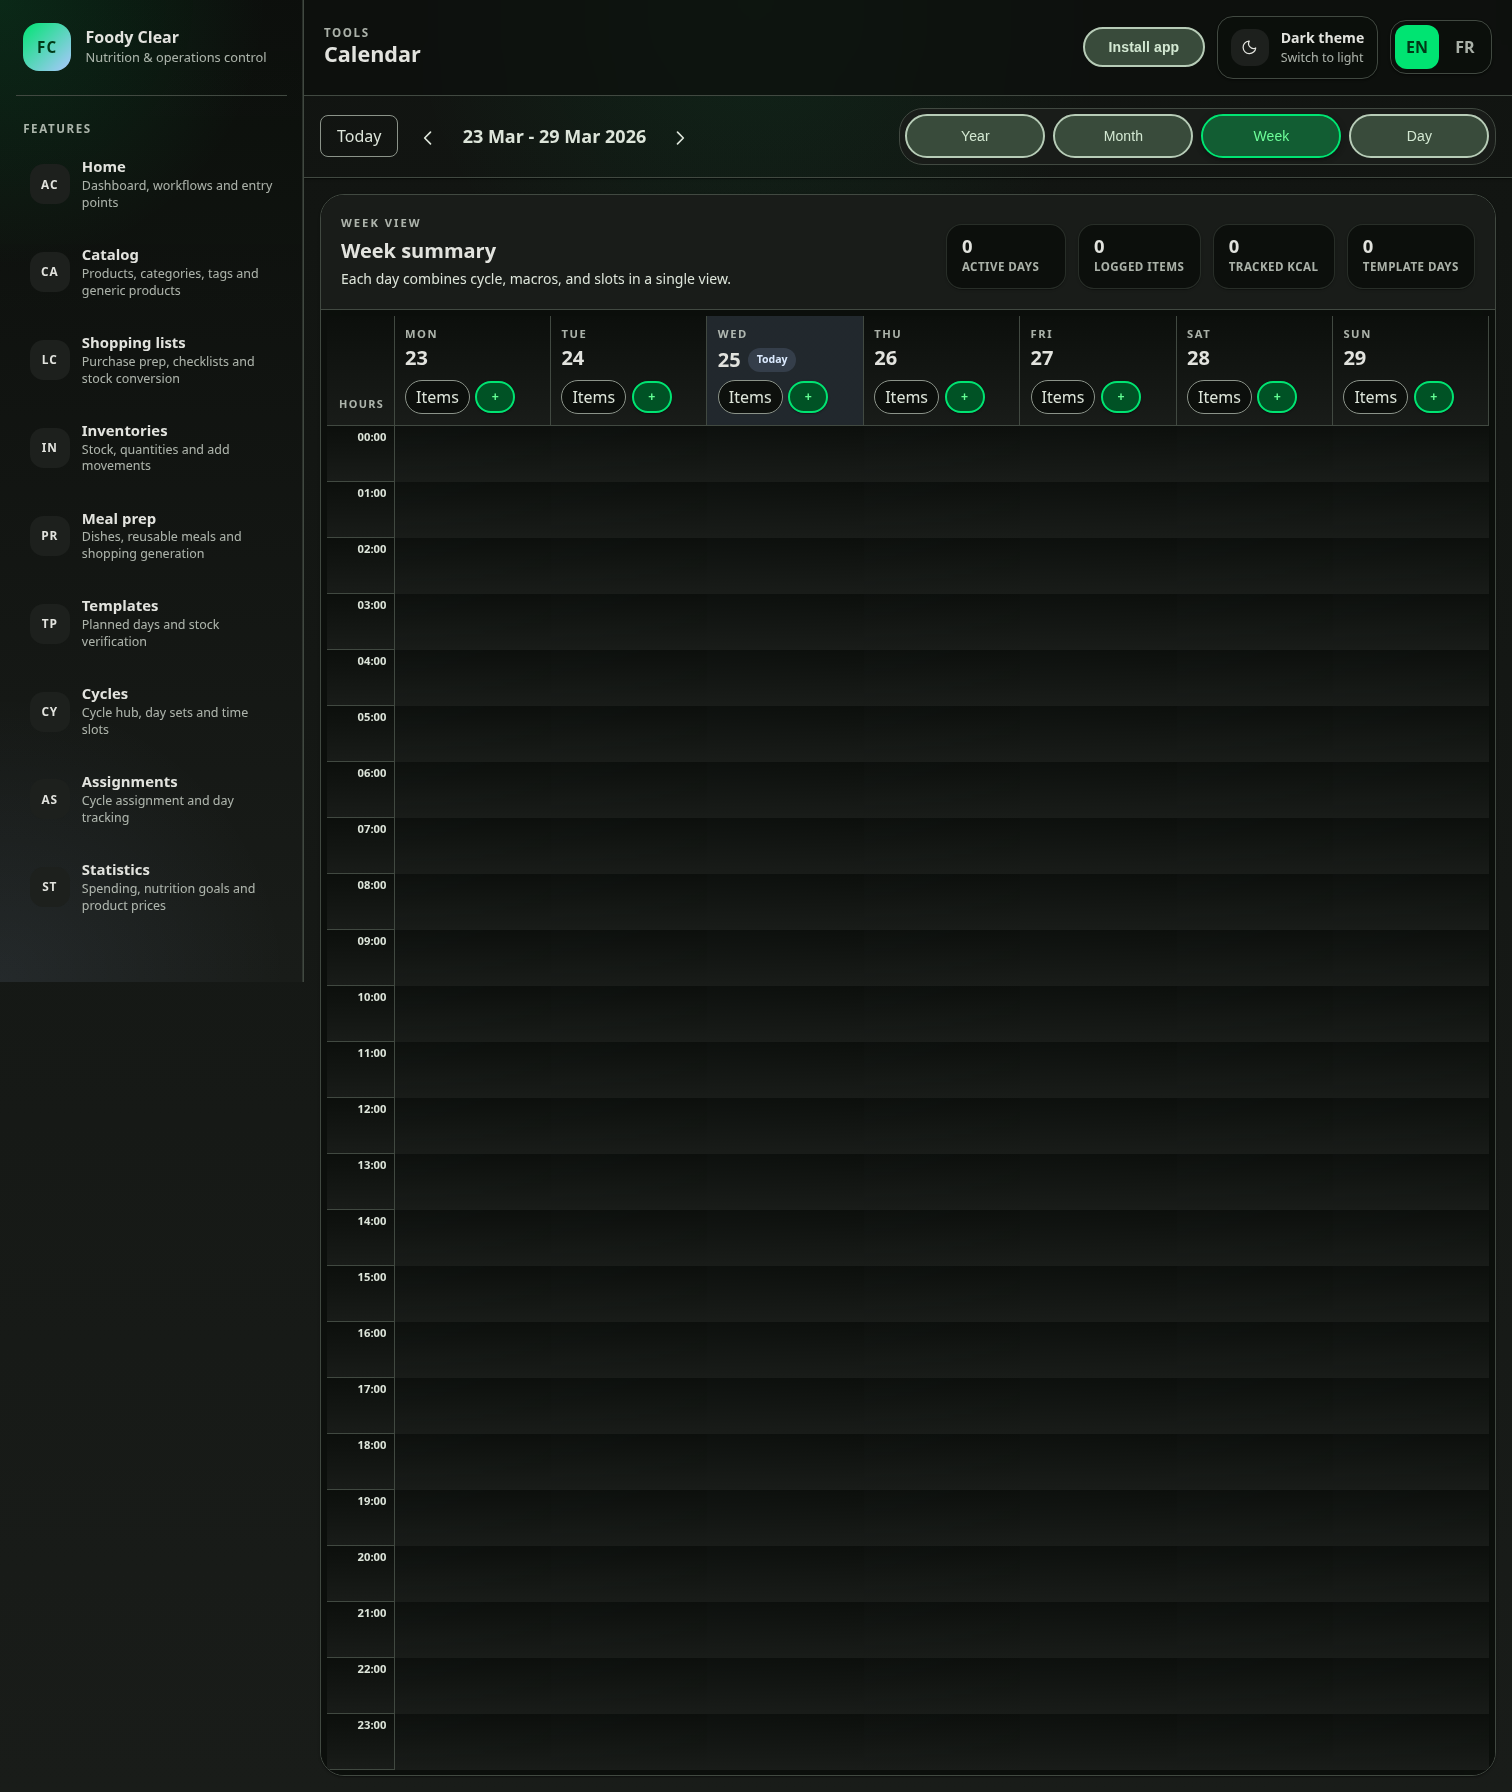 FC
Foody Clear
Nutrition & operations control
FEATURES
AC
Home
Dashboard, workflows and entry
points
CA
Catalog
Products, categories, tags and
generic products
LC
Shopping lists
Purchase prep, checklists and
stock conversion
IN
Inventories
Stock, quantities and add
movements
PR
Meal prep
Dishes, reusable meals and
shopping generation
TP
Templates
Planned days and stock
verification
CY
Cycles
Cycle hub, day sets and time
slots
AS
Assignments
Cycle assignment and day
tracking
ST
Statistics
Spending, nutrition goals and
product prices
TOOLS
Calendar
Install app
Dark theme
Switch to light
EN FR
Today
23 Mar - 29 Mar 2026
Year Month Week Day
WEEK VIEW
Week summary
Each day combines cycle, macros, and slots in a single view.
0
ACTIVE DAYS
0
LOGGED ITEMS
0
TRACKED KCAL
0
TEMPLATE DAYS
HOURS
MON
23
Items +
TUE
24
Items +
WED
25 Today
Items +
THU
26
Items +
FRI
27
Items +
SAT
28
Items +
SUN
29
Items +
00:00
01:00
02:00
03:00
04:00
05:00
06:00
07:00
08:00
09:00
10:00
11:00
12:00
13:00
14:00
15:00
16:00
17:00
18:00
19:00
20:00
21:00
22:00
23:00